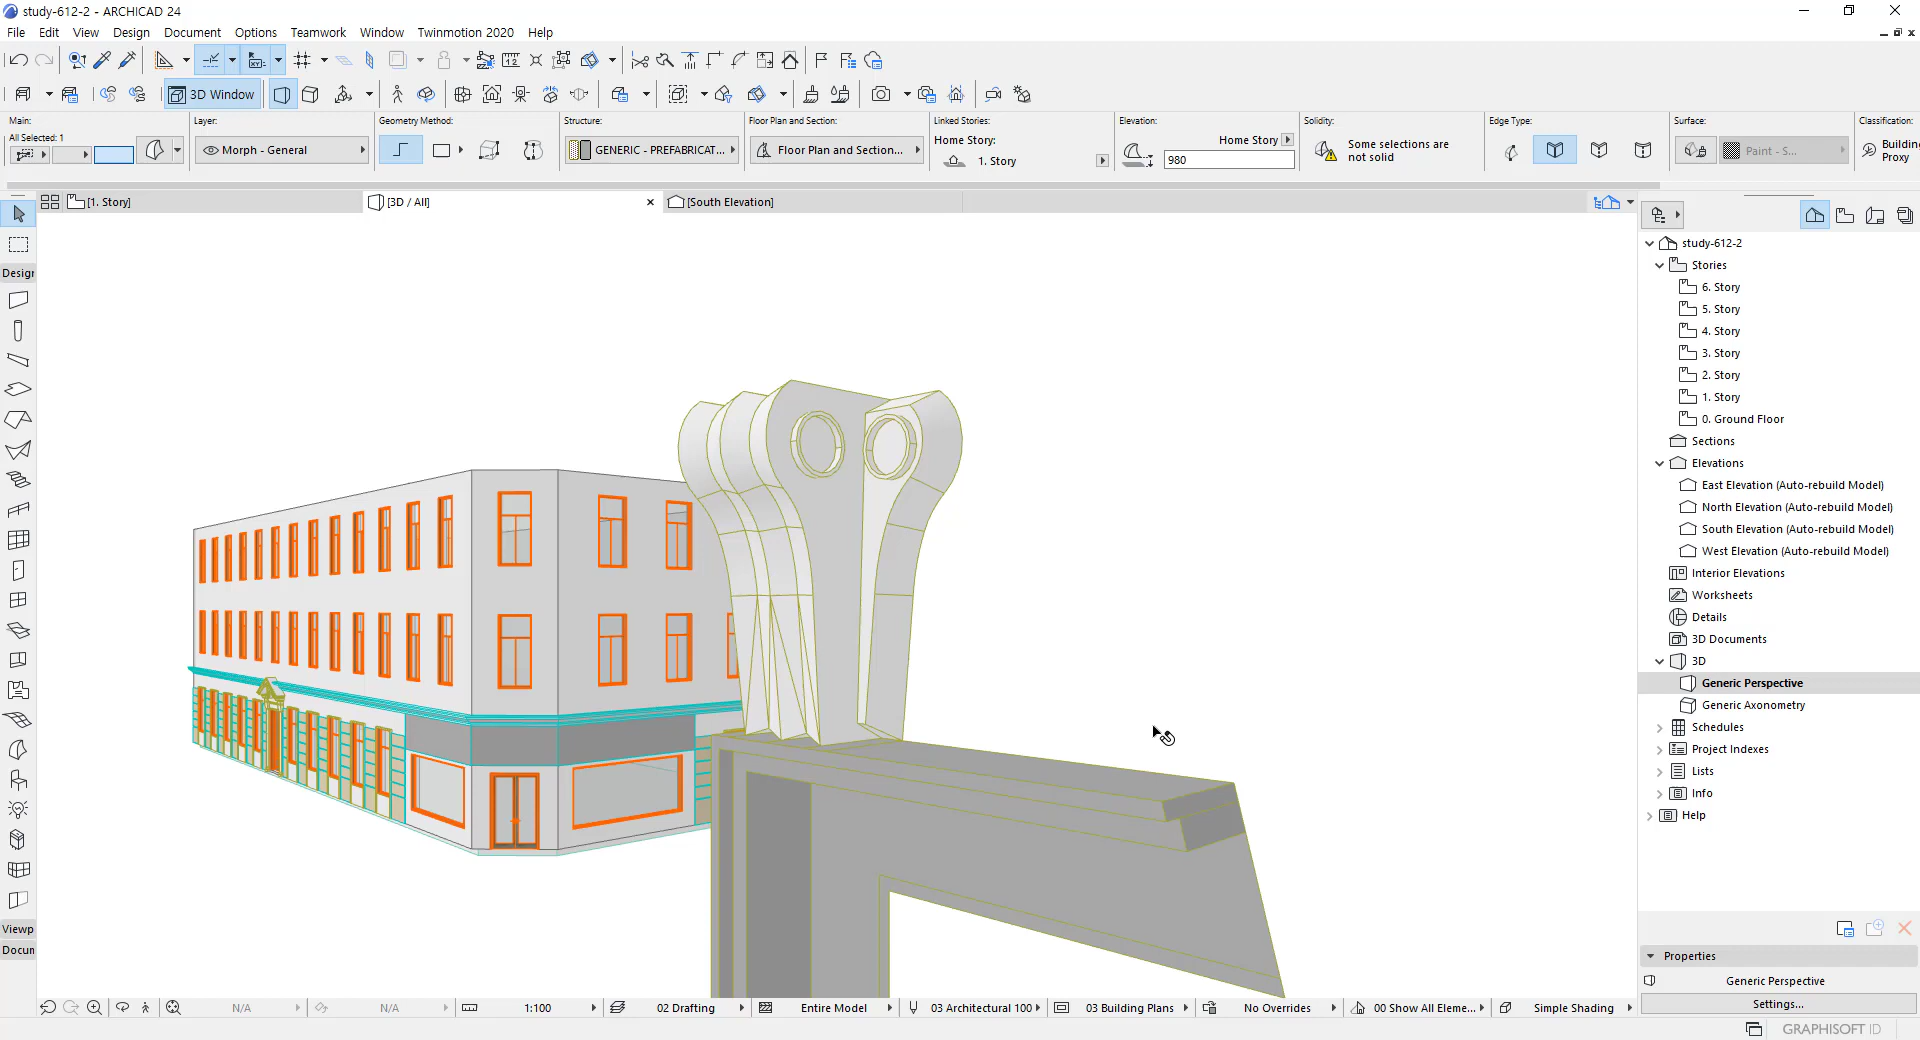 study-612-2 - ARCHICAD 24
File Edit View Design Document Options Teamwork Window Twinmotion 2020 Help
3D Window
Main:
All Selected: 1
Layer:
Morph - General
Geometry Method:
Structure:
GENERIC - PREFABRICAT...
Floor Plan and Section:
Floor Plan and Section...
Linked Stories:
Home Story:
1. Story
Elevation:
Home Story
980
Solidity:
Some selections are
not solid
Edge Type:
Surface:
Paint - S...
Classification:
Building
Proxy
[1. Story]
[3D / All]
[South Elevation]
Design
Viewp
Docum
study-612-2
Stories
6. Story
5. Story
4. Story
3. Story
2. Story
1. Story
0. Ground Floor
Sections
Elevations
East Elevation (Auto-rebuild Model)
North Elevation (Auto-rebuild Model)
South Elevation (Auto-rebuild Model)
West Elevation (Auto-rebuild Model)
Interior Elevations
Worksheets
Details
3D Documents
3D
Generic Perspective
Generic Axonometry
Schedules
Project Indexes
Lists
Info
Help
Properties
Generic Perspective
Settings...
N/A
N/A
1:100
02 Drafting
Entire Model
03 Architectural 100
03 Building Plans
No Overrides
00 Show All Eleme...
Simple Shading
GRAPHISOFT ID